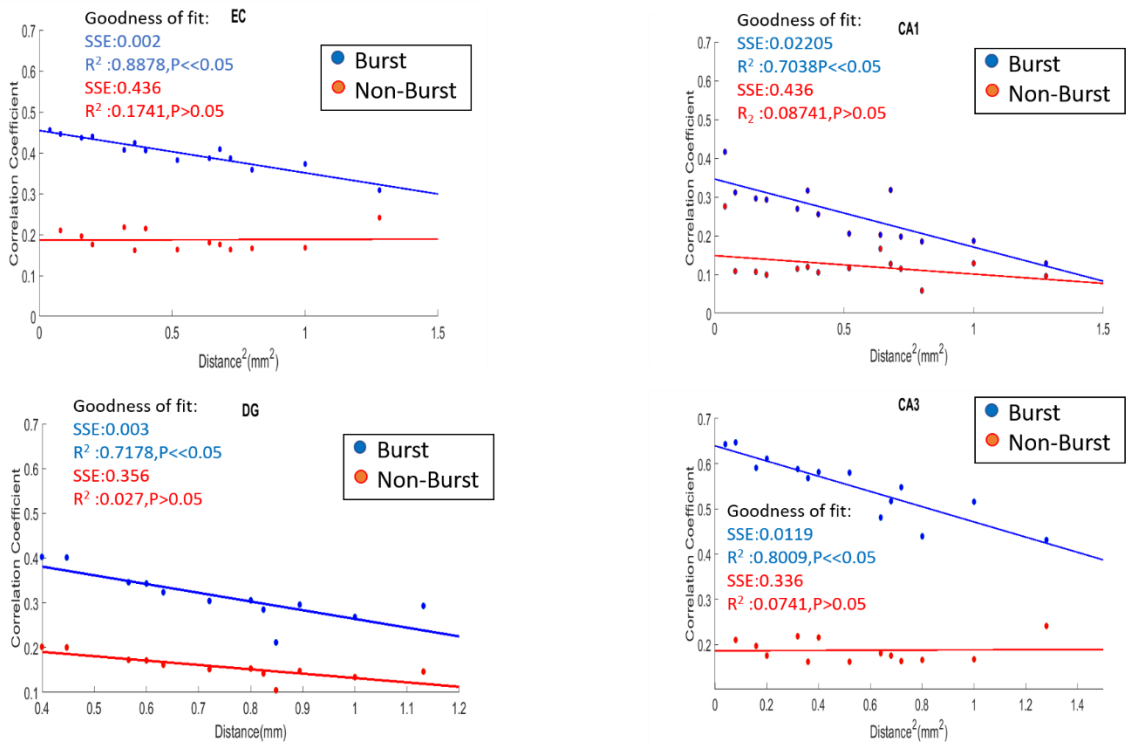 Goodness of fit:
EC
SSE:0.002
R² :0.8878,P<<0.05
SSE:0.436
R² :0.1741,P>0.05
Burst
Non-Burst
Correlation Coefficient
0.7
0.6
0.5
0.4
0.3
0.2
0.1
0
0
0.5
1
1.5
Distance²(mm²)
Goodness of fit:
CA1
SSE:0.02205
R² :0.7038P<<0.05
SSE:0.436
R₂ :0.08741,P>0.05
Burst
Non-Burst
Correlation Coefficient
0.7
0.6
0.5
0.4
0.3
0.2
0.1
0
0
0.5
1
1.5
Distance²(mm²)
Goodness of fit:
DG
SSE:0.003
R² :0.7178,P<<0.05
SSE:0.356
R² :0.027,P>0.05
Burst
Non-Burst
Correlation Coefficient
0.7
0.6
0.5
0.4
0.3
0.2
0.1
0.4
0.5
0.6
0.7
0.8
0.9
1
1.1
1.2
Distance(mm)
CA3
Burst
Non-Burst
Goodness of fit:
SSE:0.0119
R² :0.8009,P<<0.05
SSE:0.336
R² :0.0741,P>0.05
Correlation Coefficient
0.7
0.6
0.5
0.4
0.3
0.2
0
0.2
0.4
0.6
0.8
1
1.2
1.4
Distance²(mm²)